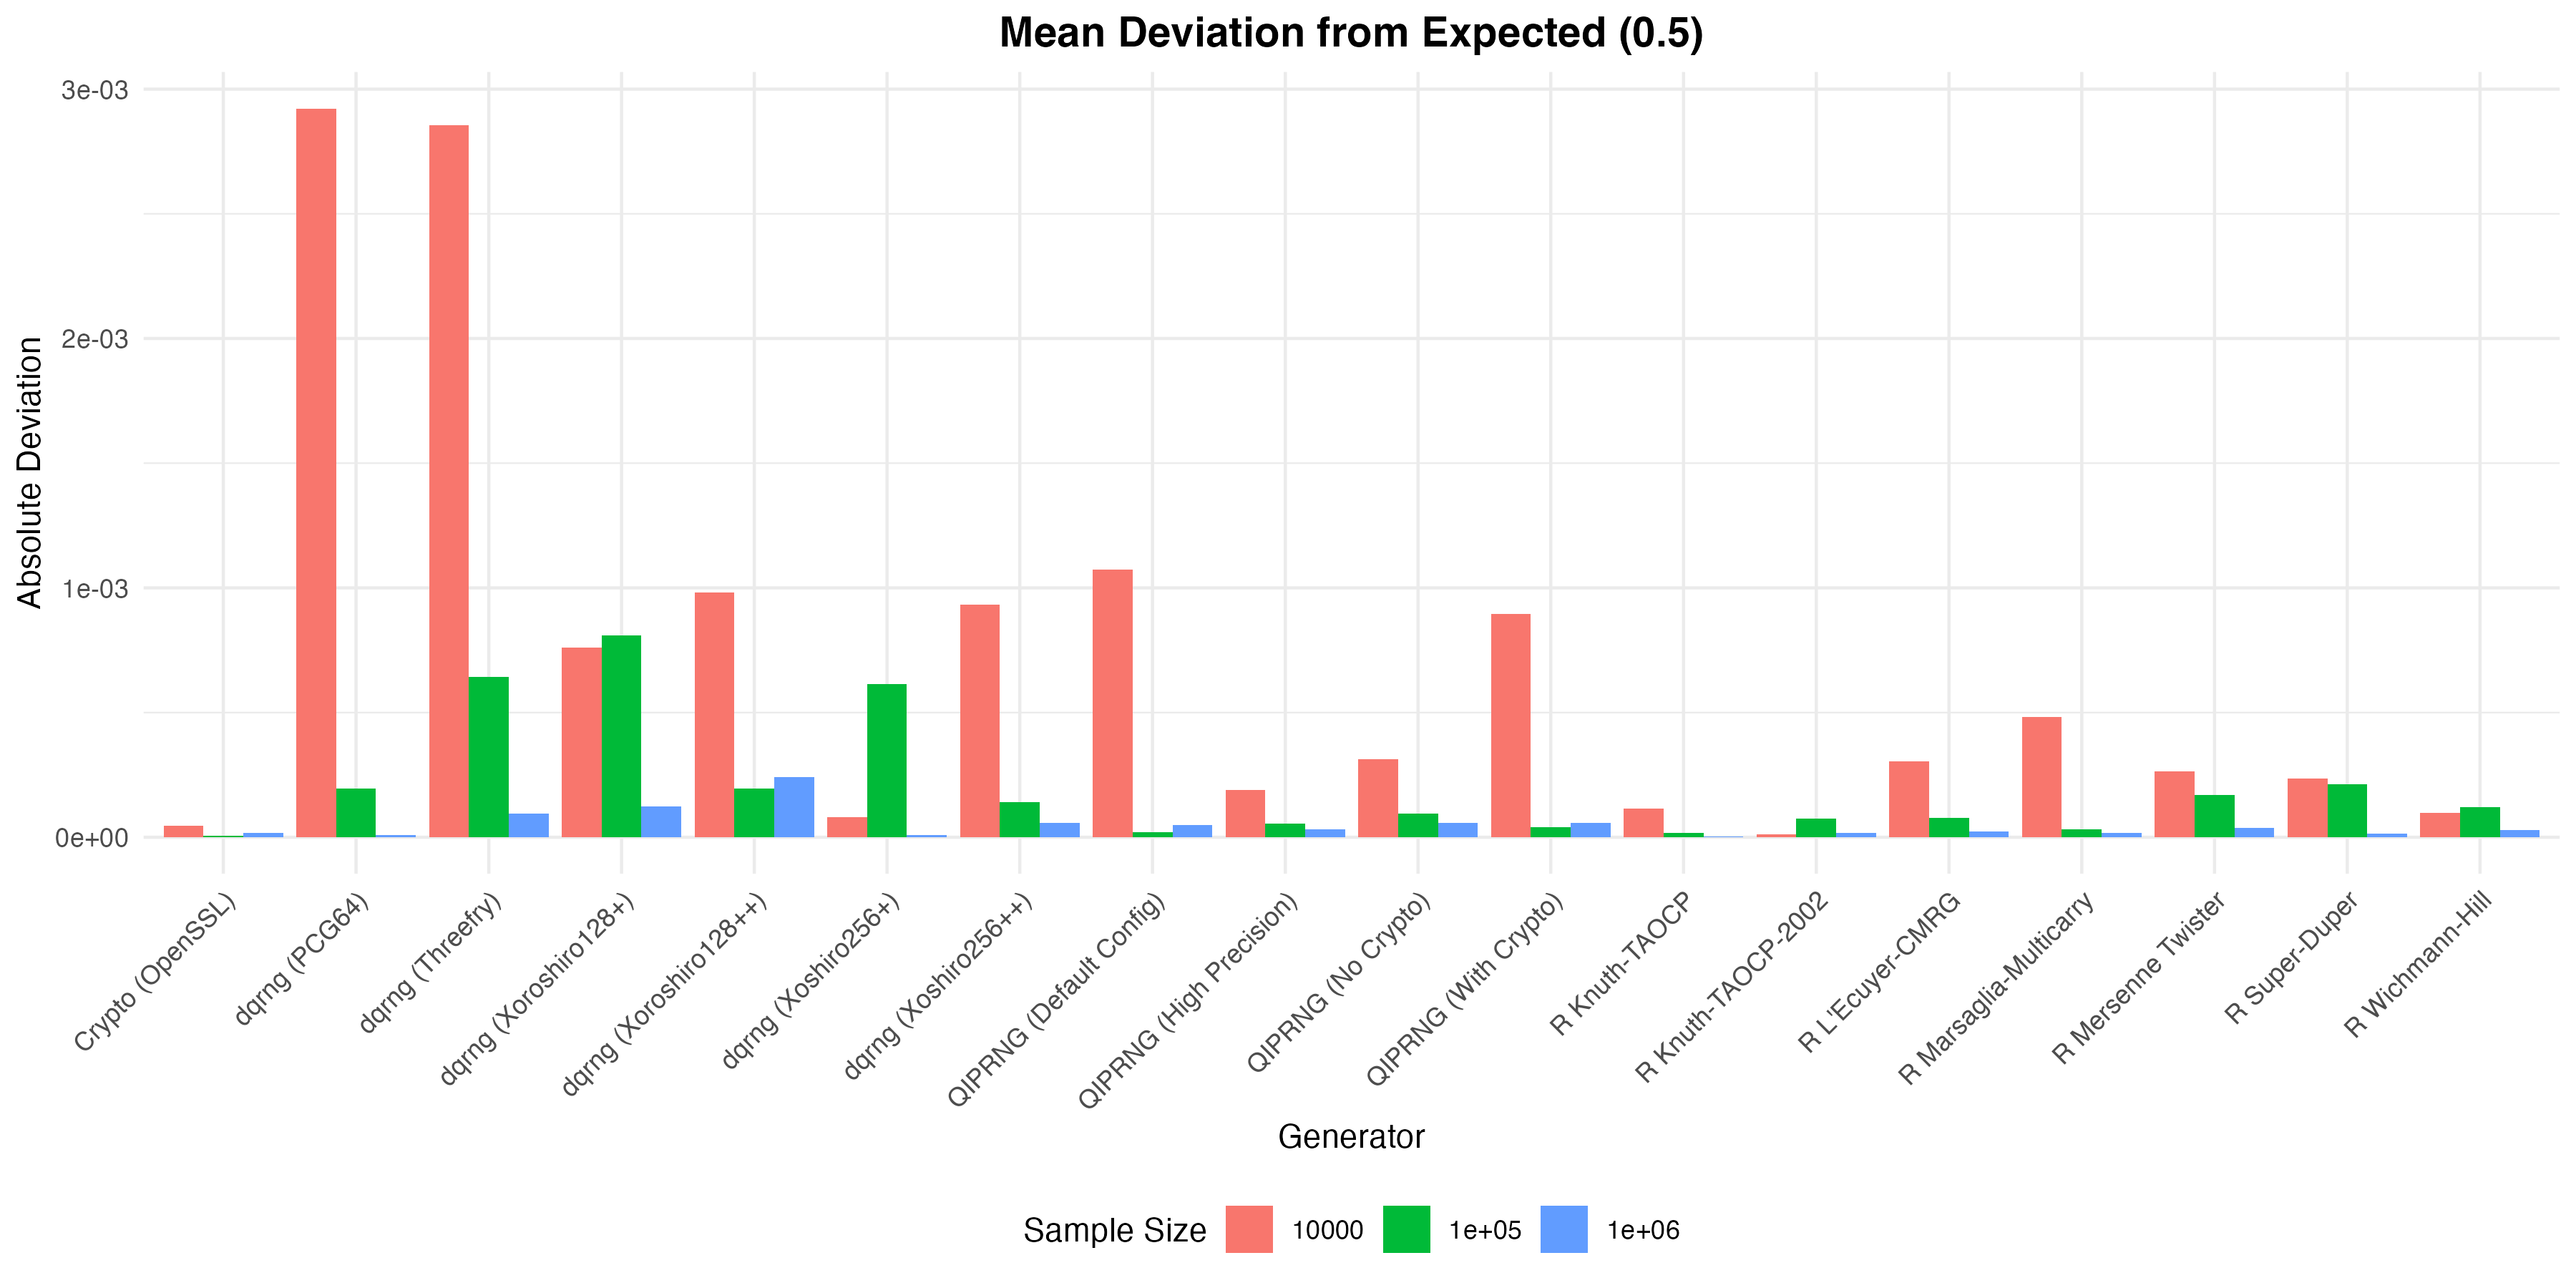 Mean Deviation from Expected (0.5)
Absolute Deviation
3e-03
2e-03
1e-03
0e+00
Crypto (OpenSSL)
dqrng (PCG64)
dqrng (Threefry)
dqrng (Xoroshiro128+)
dqrng (Xoroshiro128++)
dqrng (Xoshiro256+)
dqrng (Xoshiro256++)
QIPRNG (Default Config)
QIPRNG (High Precision)
QIPRNG (No Crypto)
QIPRNG (With Crypto)
R Knuth-TAOCP
R Knuth-TAOCP-2002
R L'Ecuyer-CMRG
R Marsaglia-Multicarry
R Mersenne Twister
R Super-Duper
R Wichmann-Hill
Generator
Sample Size 10000 1e+05 1e+06